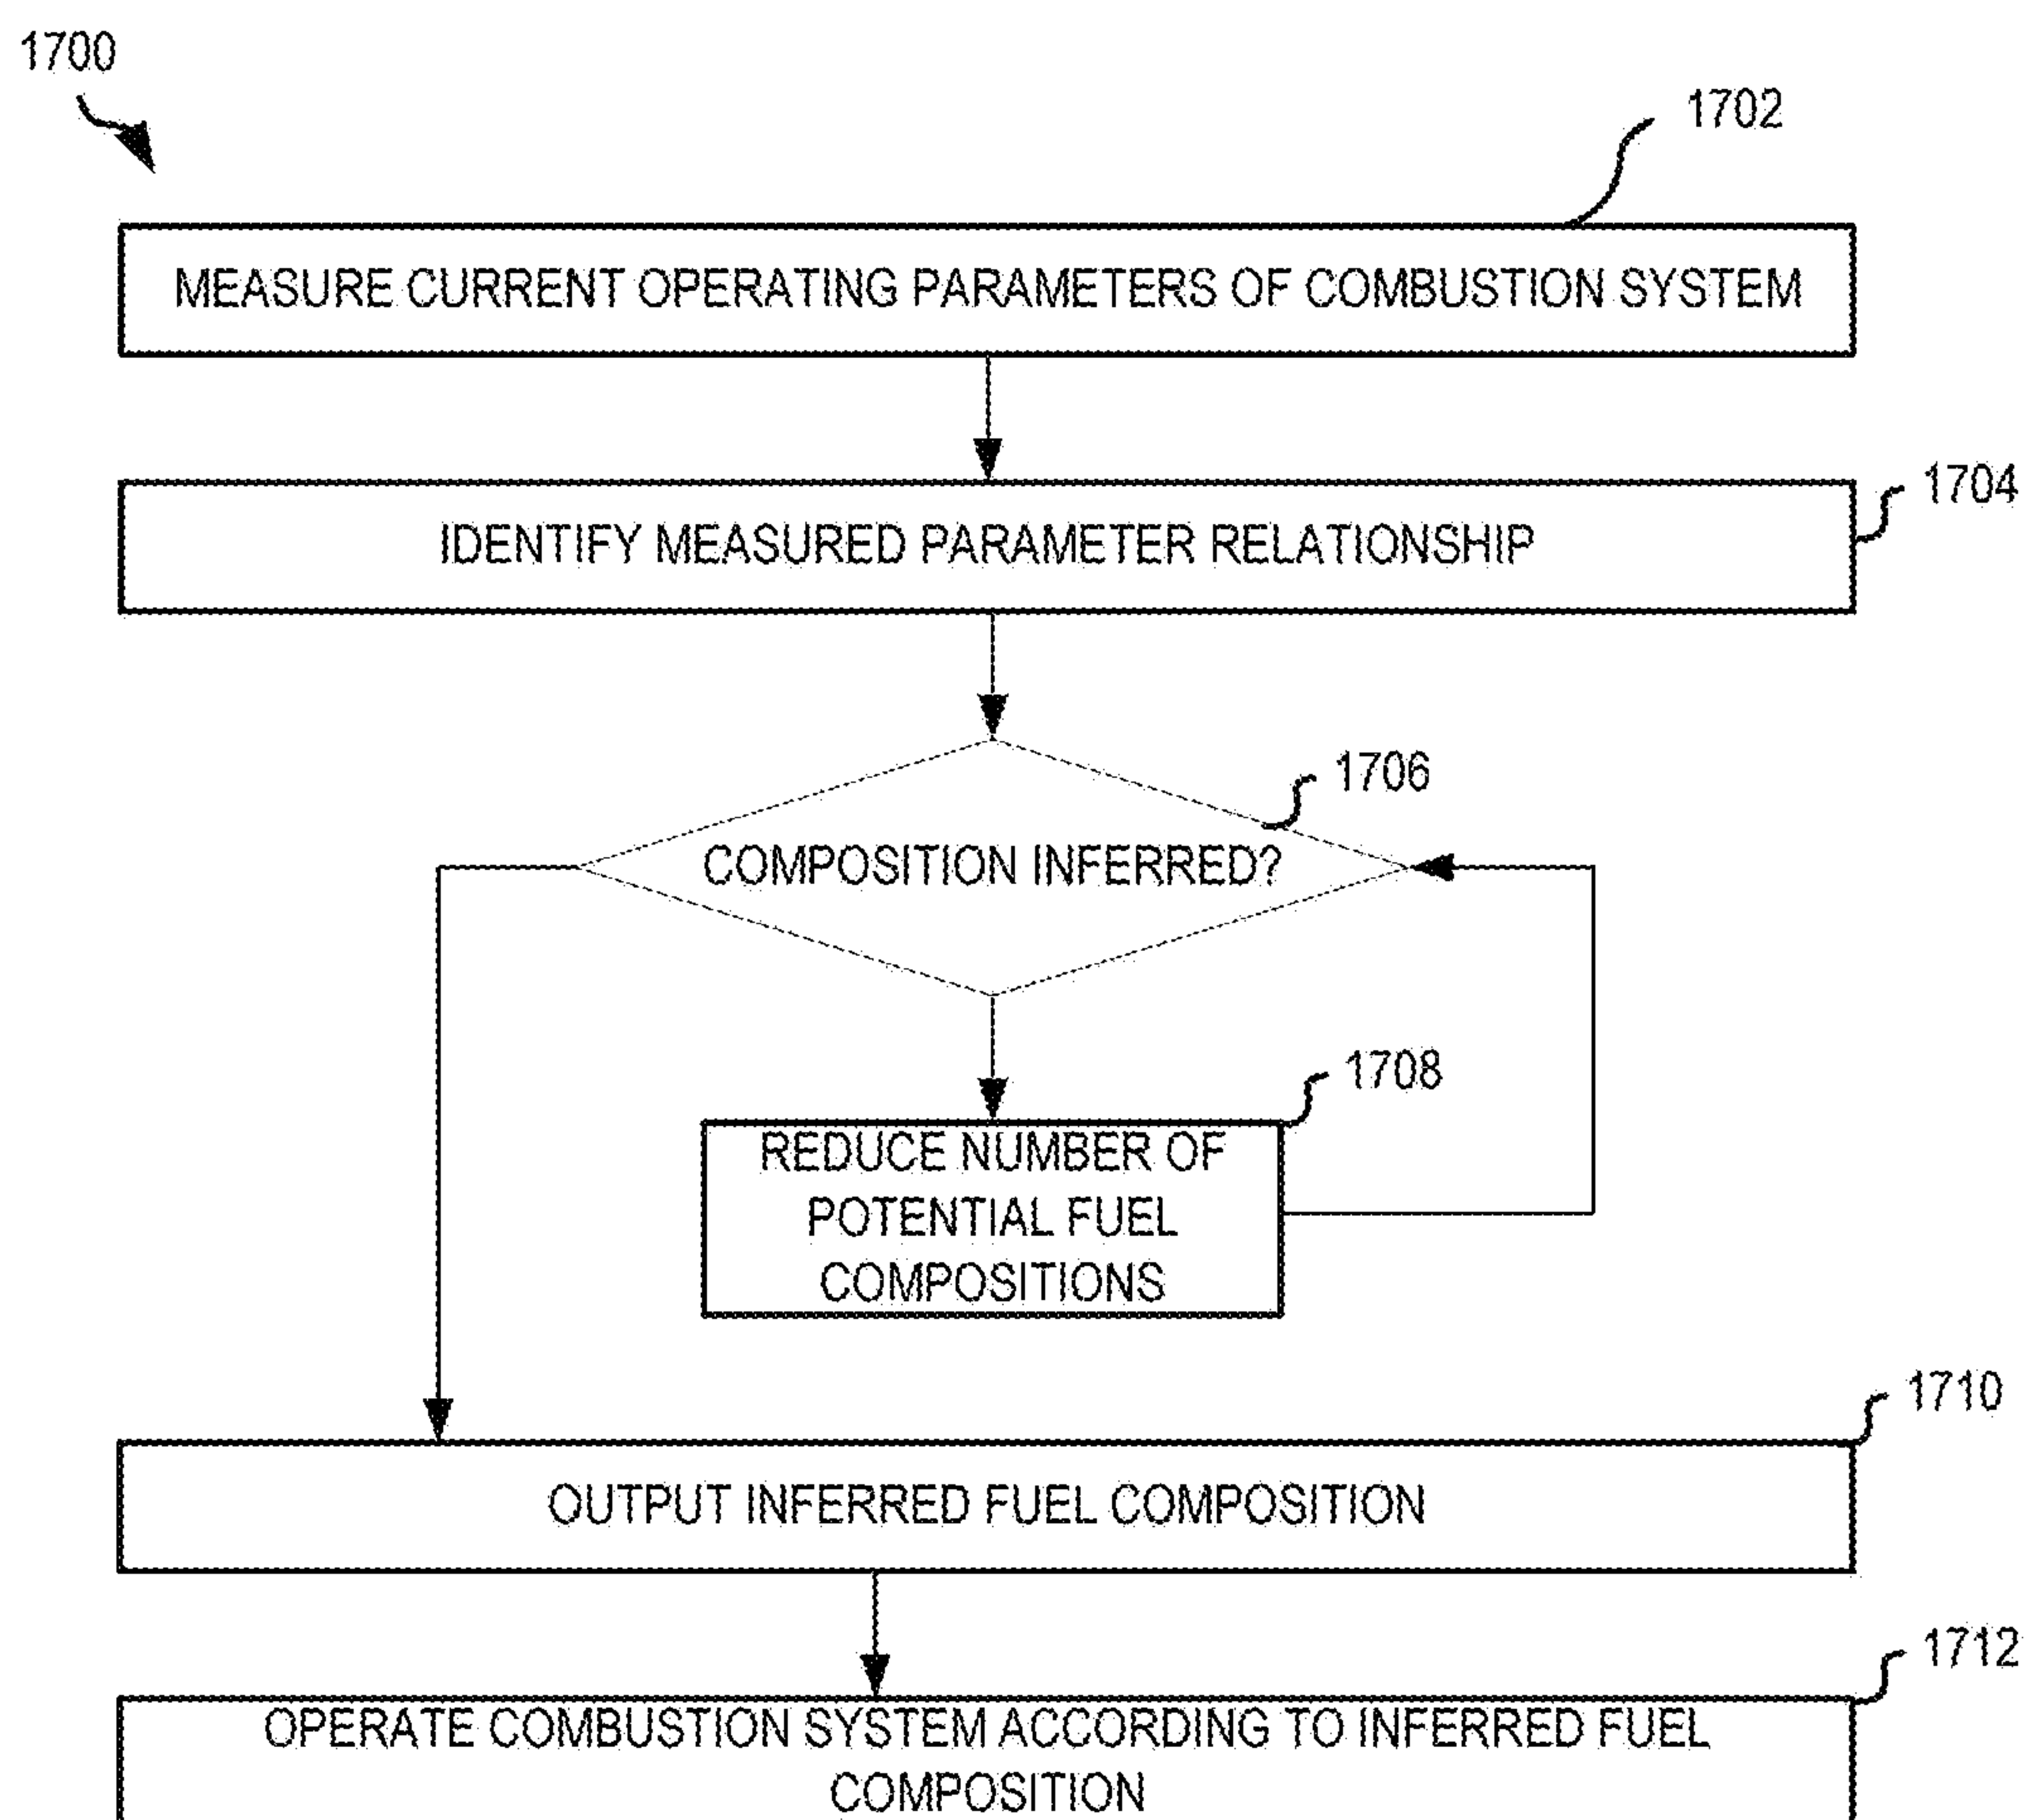 1700
1702
MEASURE CURRENT OPERATING PARAMETERS OF COMBUSTION SYSTEM
1704
IDENTIFY MEASURED PARAMETER RELATIONSHIP
1706
COMPOSITION INFERRED?
1708
REDUCE NUMBER OF
POTENTIAL FUEL
COMPOSITIONS
1710
OUTPUT INFERRED FUEL COMPOSITION
1712
OPERATE COMBUSTION SYSTEM ACCORDING TO INFERRED FUEL
COMPOSITION